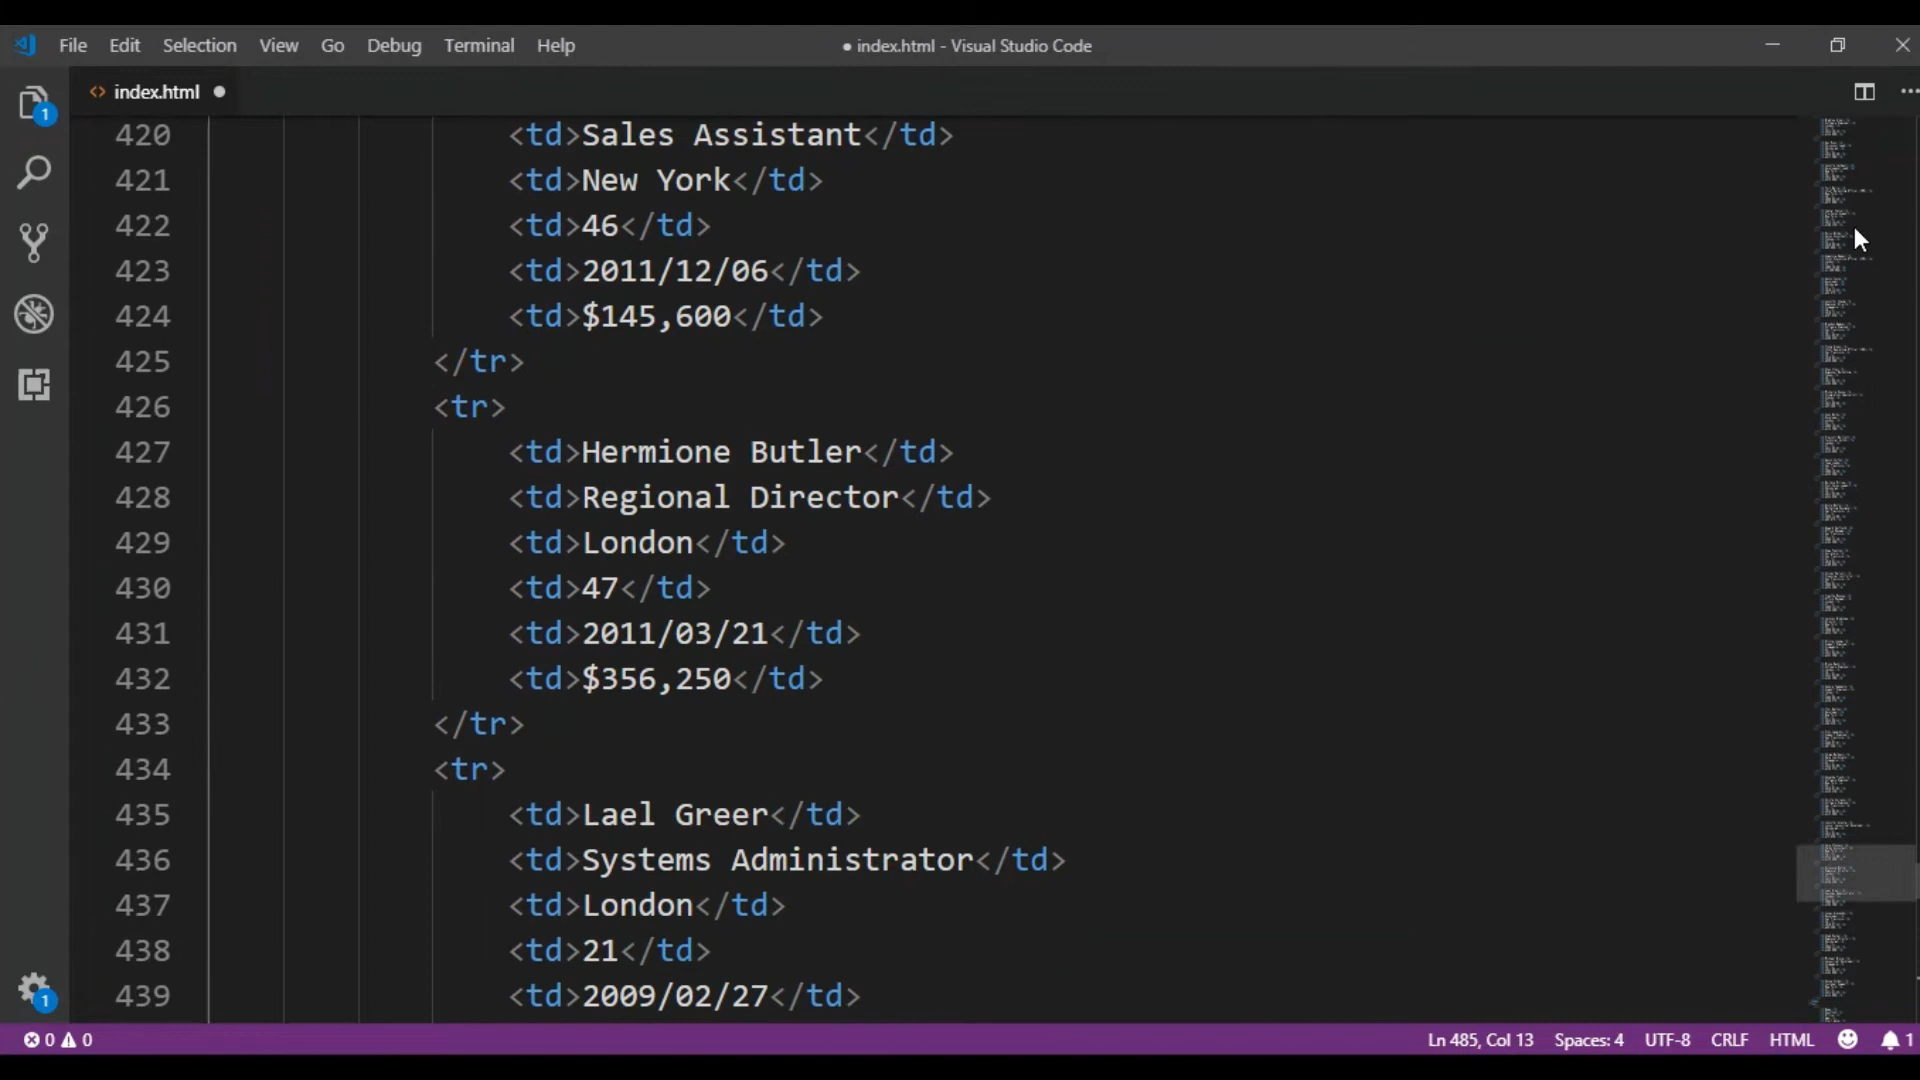 File Edit Selection View Go Debug Terminal Help ● index.html - Visual Studio Code
<> index.html ●
1
420 <td>Sales Assistant</td>
421 <td>New York</td>
422 <td>46</td>
423 <td>2011/12/06</td>
424 <td>$145,600</td>
425 </tr>
426 <tr>
427 <td>Hermione Butler</td>
428 <td>Regional Director</td>
429 <td>London</td>
430 <td>47</td>
431 <td>2011/03/21</td>
432 <td>$356,250</td>
433 </tr>
434 <tr>
435 <td>Lael Greer</td>
436 <td>Systems Administrator</td>
437 <td>London</td>
438 <td>21</td>
439 <td>2009/02/27</td>
1
0 0 Ln 485, Col 13 Spaces: 4 UTF-8 CRLF HTML 1